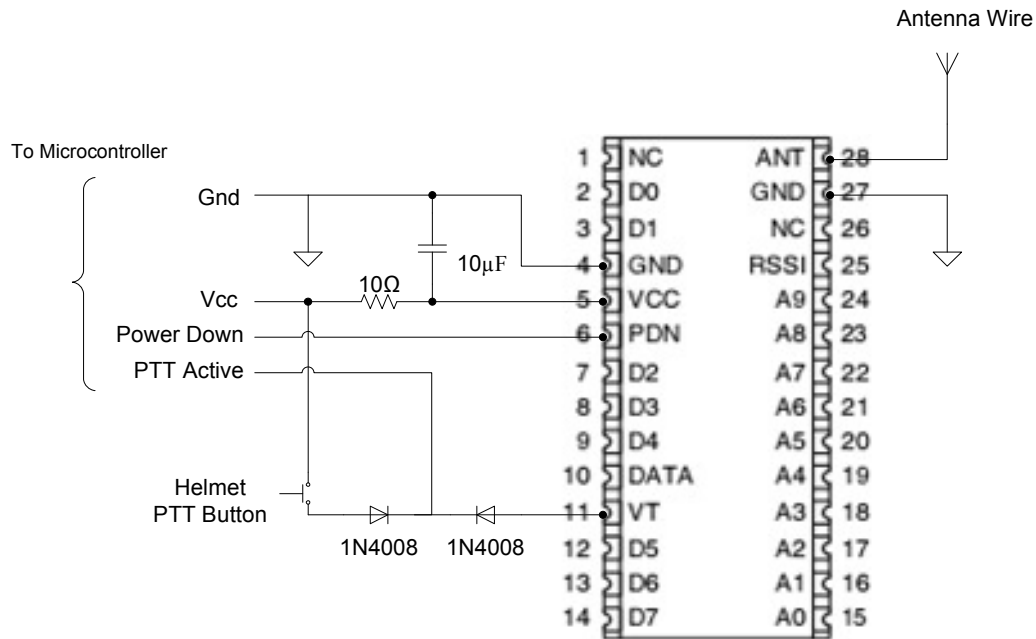 Antenna Wire
To Microcontroller
Gnd
Vcc
Power Down
PTT Active
10µF
10Ω
Helmet
PTT Button
1N4008
1N4008
1 NC ANT 28
2 D0 GND 27
3 D1 NC 26
4 GND RSSI 25
5 VCC A9 24
6 PDN A8 23
7 D2 A7 22
8 D3 A6 21
9 D4 A5 20
10 DATA A4 19
11 VT A3 18
12 D5 A2 17
13 D6 A1 16
14 D7 A0 15